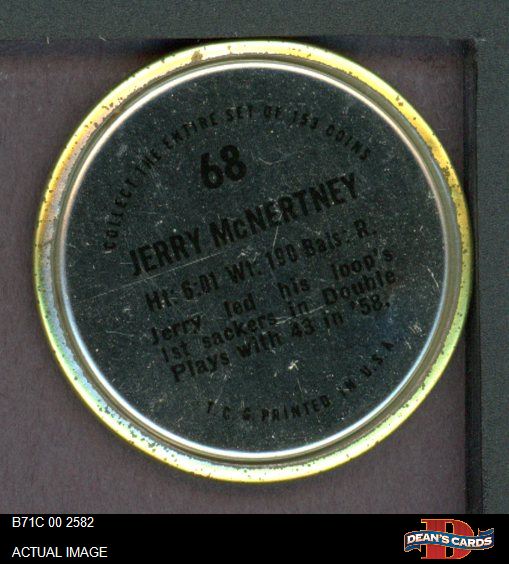 COLLECT THE ENTIRE SET OF 153 COINS
68
JERRY McNERTNEY
Ht: 6:01 Wt: 190 Bats: R.
Jerry led his loop's
1st sackers in Double
Plays with 43 in '58.
T.C.G. PRINTED IN U.S.A.
B71C 00 2582
ACTUAL IMAGE
D
DEAN'S CARDS